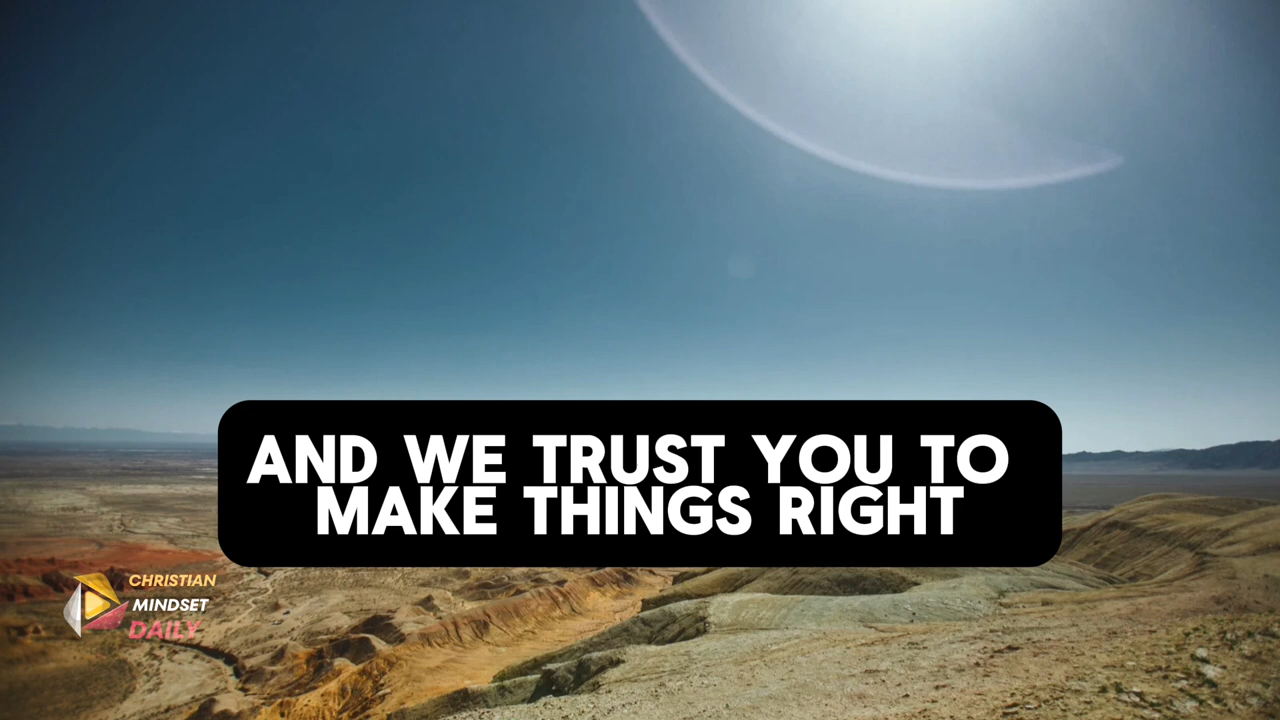 AND WE TRUST YOU TO
MAKE THINGS RIGHT
CHRISTIAN
MINDSET
DAILY